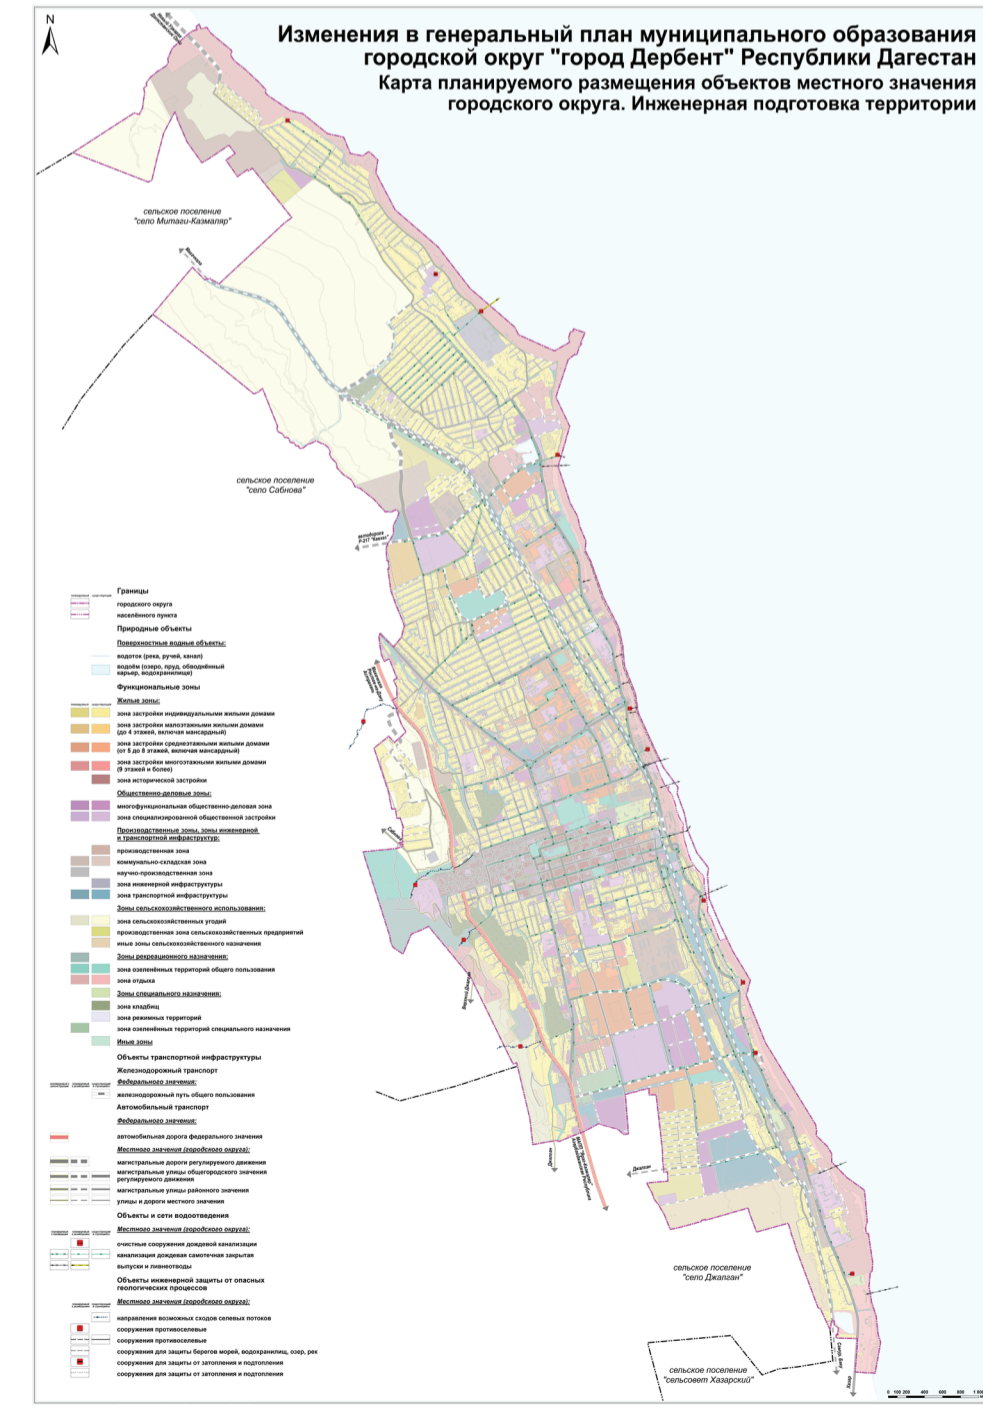 N
Изменения в генеральный план муниципального образования
городской округ "город Дербент" Республики Дагестан
Карта планируемого размещения объектов местного значения
городского округа. Инженерная подготовка территории
сельское поселение
"село Митаги-Казмаляр"
сельское поселение
"село Сабнова"
Границы
городского округа
населённого пункта
Природные объекты
Поверхностные водные объекты:
водоток (река, ручей, канал)
водоём (озеро, пруд, обводнённый
карьер, водохранилище)
Функциональные зоны
Жилые зоны:
зона застройки индивидуальными жилыми домами
зона застройки малоэтажными жилыми домами
(до 4 этажей, включая мансардный)
зона застройки среднеэтажными жилыми домами
(от 5 до 8 этажей, включая мансардный)
зона застройки многоэтажными жилыми домами
(9 этажей и более)
зона исторической застройки
Общественно-деловые зоны:
многофункциональная общественно-деловая зона
зона специализированной общественной застройки
Производственные зоны, зоны инженерной
и транспортной инфраструктур:
производственная зона
коммунально-складская зона
научно-производственная зона
зона инженерной инфраструктуры
зона транспортной инфраструктуры
Зоны сельскохозяйственного использования:
зона сельскохозяйственных угодий
производственная зона сельскохозяйственных предприятий
иные зоны сельскохозяйственного назначения
Зоны рекреационного назначения:
зона озеленённых территорий общего пользования
зона отдыха
Зоны специального назначения:
зона кладбищ
зона режимных территорий
зона озеленённых территорий специального назначения
Иные зоны
Объекты транспортной инфраструктуры
Железнодорожный транспорт
Федерального значения:
железнодорожный путь общего пользования
Автомобильный транспорт
Федерального значения:
автомобильная дорога федерального значения
Местного значения (городского округа):
магистральные дороги регулируемого движения
магистральные улицы общегородского значения
регулируемого движения
магистральные улицы районного значения
улицы и дороги местного значения
Объекты и сети водоотведения
Местного значения (городского округа):
очистные сооружения дождевой канализации
канализация дождевая самотечная закрытая
выпуски и ливнеотводы
Объекты инженерной защиты от опасных
геологических процессов
Местного значения (городского округа):
направления возможных сходов селевых потоков
сооружения противоселевые
сооружения противоселевые
сооружения для защиты берегов морей, водохранилищ, озер, рек
сооружения для защиты от затопления и подтопления
сооружения для защиты от затопления и подтопления
Джалган
Джалган
сельское поселение
"село Джалган"
сельское поселение
"сельсовет Хазарский"
0 100 200 400 600 800